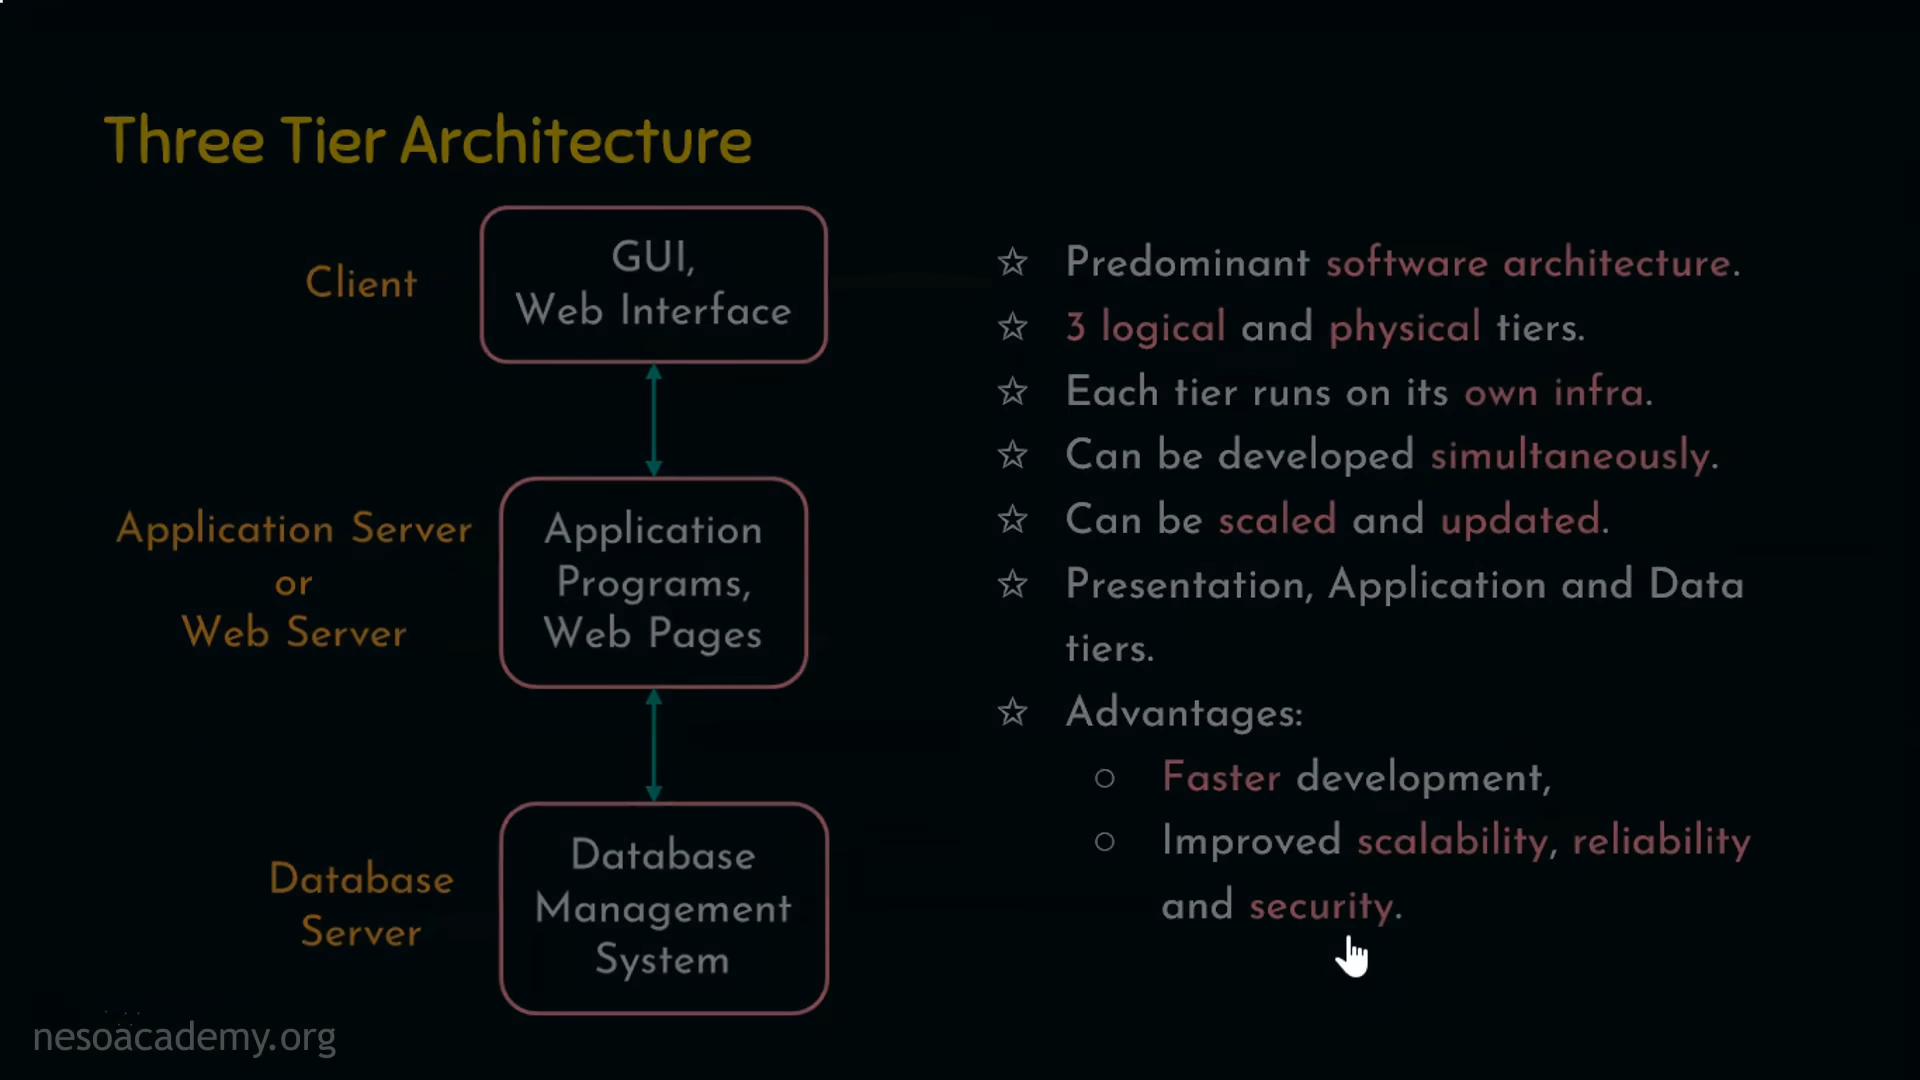 Three Tier Architecture
Client
GUI,
Web Interface
Application Server
or
Web Server
Application
Programs,
Web Pages
Database
Server
Database
Management
System
☆ Predominant software architecture.
☆ 3 logical and physical tiers.
☆ Each tier runs on its own infra.
☆ Can be developed simultaneously.
☆ Can be scaled and updated.
☆ Presentation, Application and Data
tiers.
☆ Advantages:
○ Faster development,
○ Improved scalability, reliability
and security.
nesoacademy.org